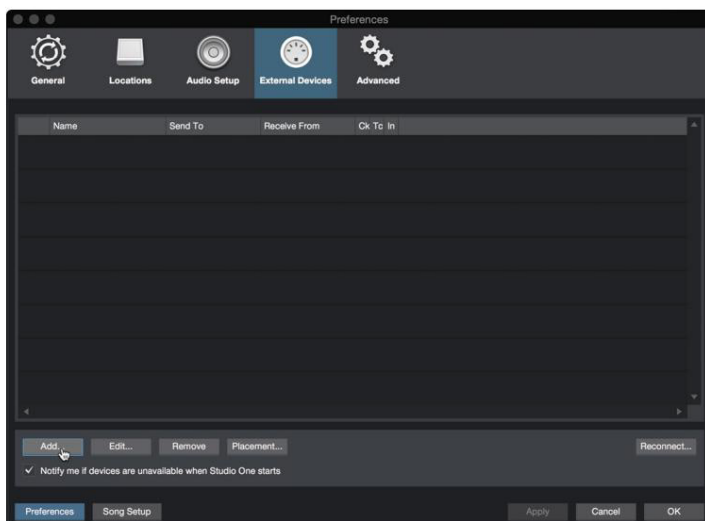 Preferences
General Locations Audio Setup External Devices Advanced
Name Send To Receive From Ck Tc In
Add... Edit... Remove Placement... Reconnect...
Notify me if devices are unavailable when Studio One starts
Preferences Song Setup Apply Cancel OK